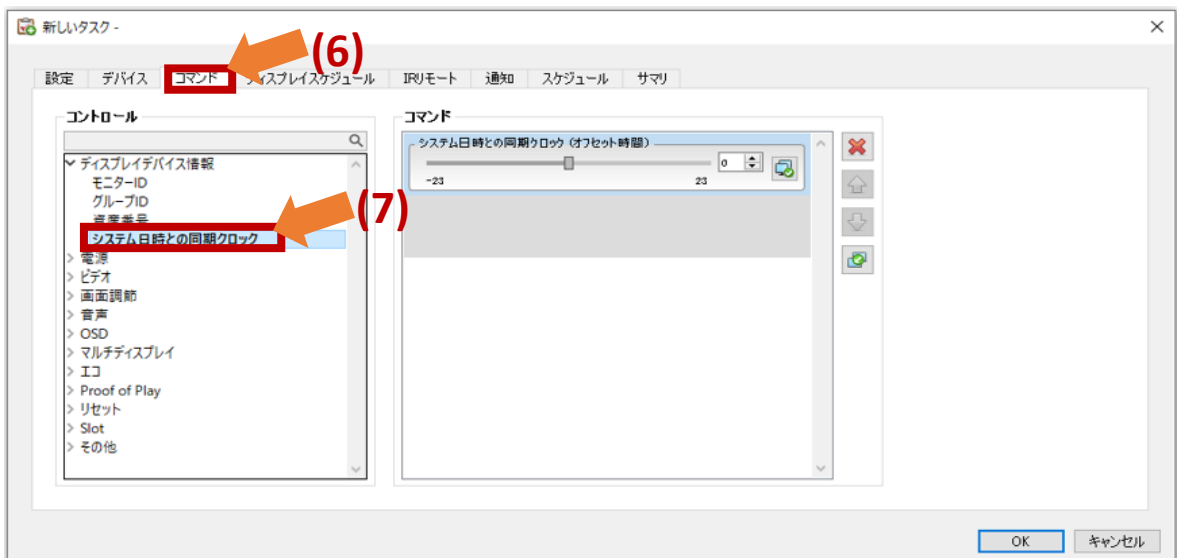 新しいタスク -
(6)
設定 デバイス コマンド ディスプレイスケジュール IRリモート 通知 スケジュール サマリ
コントロール
ディスプレイデバイス情報
モニターID
グループID
資産番号
システム日時との同期クロック
(7)
電源
ビデオ
画面調節
音声
OSD
マルチディスプレイ
エコ
Proof of Play
リセット
Slot
その他
コマンド
システム日時との同期クロック (オフセット時間)
0
-23 23
OK キャンセル